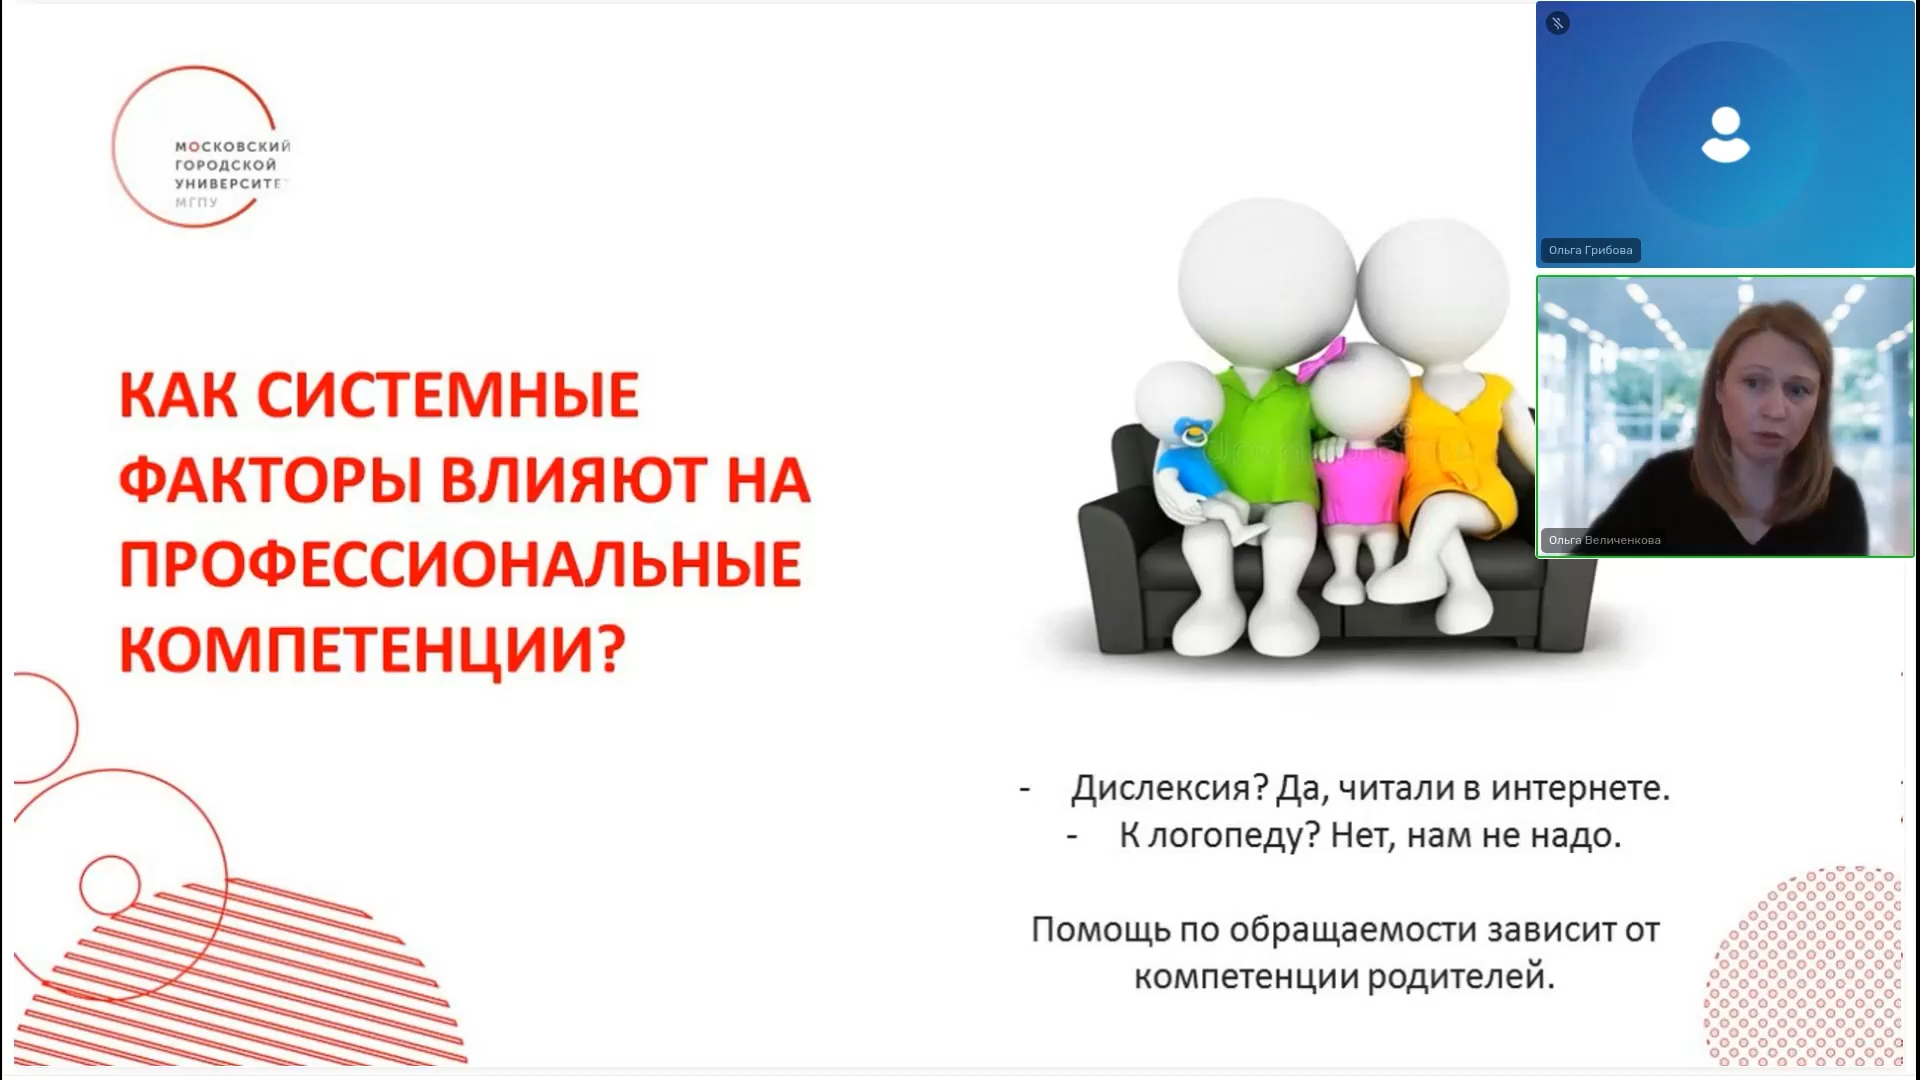 МОСКОВСКИЙ
ГОРОДСКОЙ
УНИВЕРСИТЕТ
МГПУ
КАК СИСТЕМНЫЕ
ФАКТОРЫ ВЛИЯЮТ НА
ПРОФЕССИОНАЛЬНЫЕ
КОМПЕТЕНЦИИ?
- Дислексия? Да, читали в интернете.
- К логопеду? Нет, нам не надо.
Помощь по обращаемости зависит от
компетенции родителей.
Ольга Грибова
Ольга Величенкова